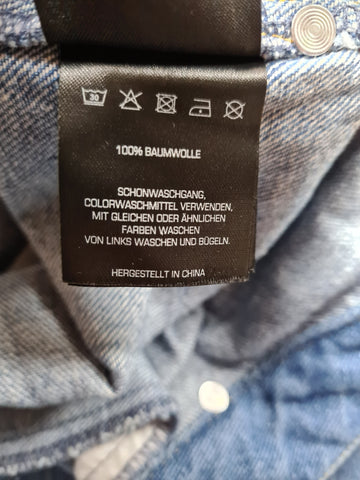 30
100% BAUMWOLLE
SCHONWASCHGANG,
COLORWASCHMITTEL VERWENDEN,
MIT GLEICHEN ODER ÄHNLICHEN
FARBEN WASCHEN
VON LINKS WASCHEN UND BÜGELN.
HERGESTELLT IN CHINA